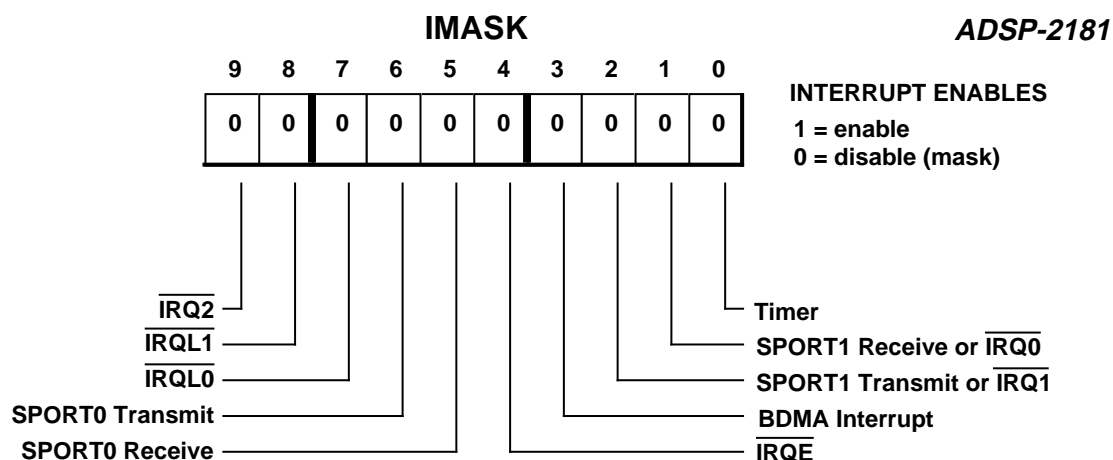 IMASK
ADSP-2181
9 8 7 6 5 4 3 2 1 0
0 0 0 0 0 0 0 0 0 0
INTERRUPT ENABLES
1 = enable
0 = disable (mask)
IRQ2
IRQL1
IRQL0
SPORT0 Transmit
SPORT0 Receive
Timer
SPORT1 Receive or IRQ0
SPORT1 Transmit or IRQ1
BDMA Interrupt
IRQE